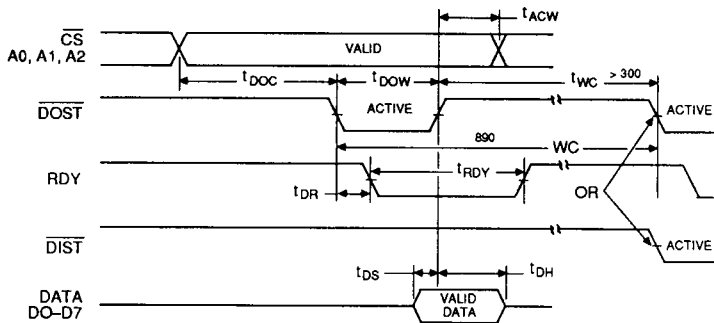 tACW
CS
A0, A1, A2
VALID
tDOC
tDOW
tWC > 300
DOST
ACTIVE
ACTIVE
890
WC
RDY
tRDY
tDR
OR
DIST
ACTIVE
tDS
tDH
DATA
DO–D7
VALID
DATA